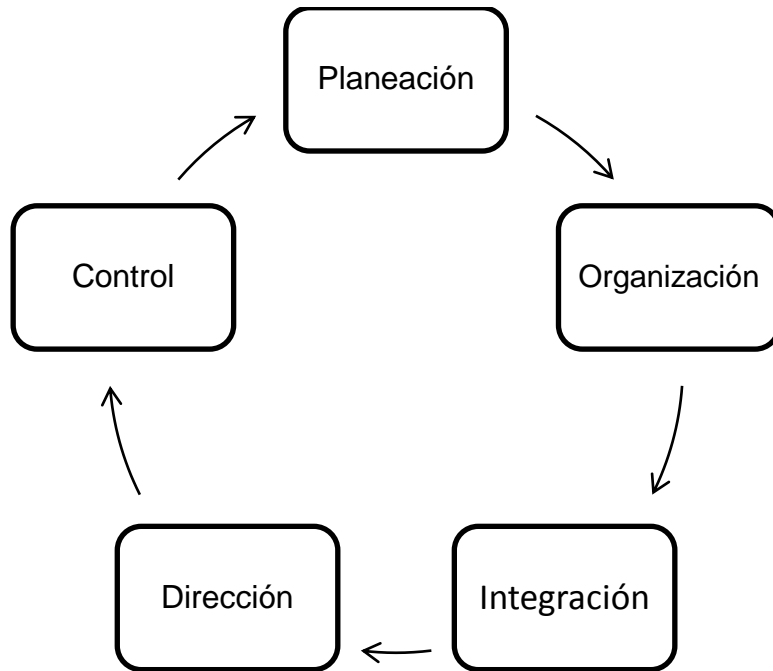 Planeación
Organización
Integración
Dirección
Control